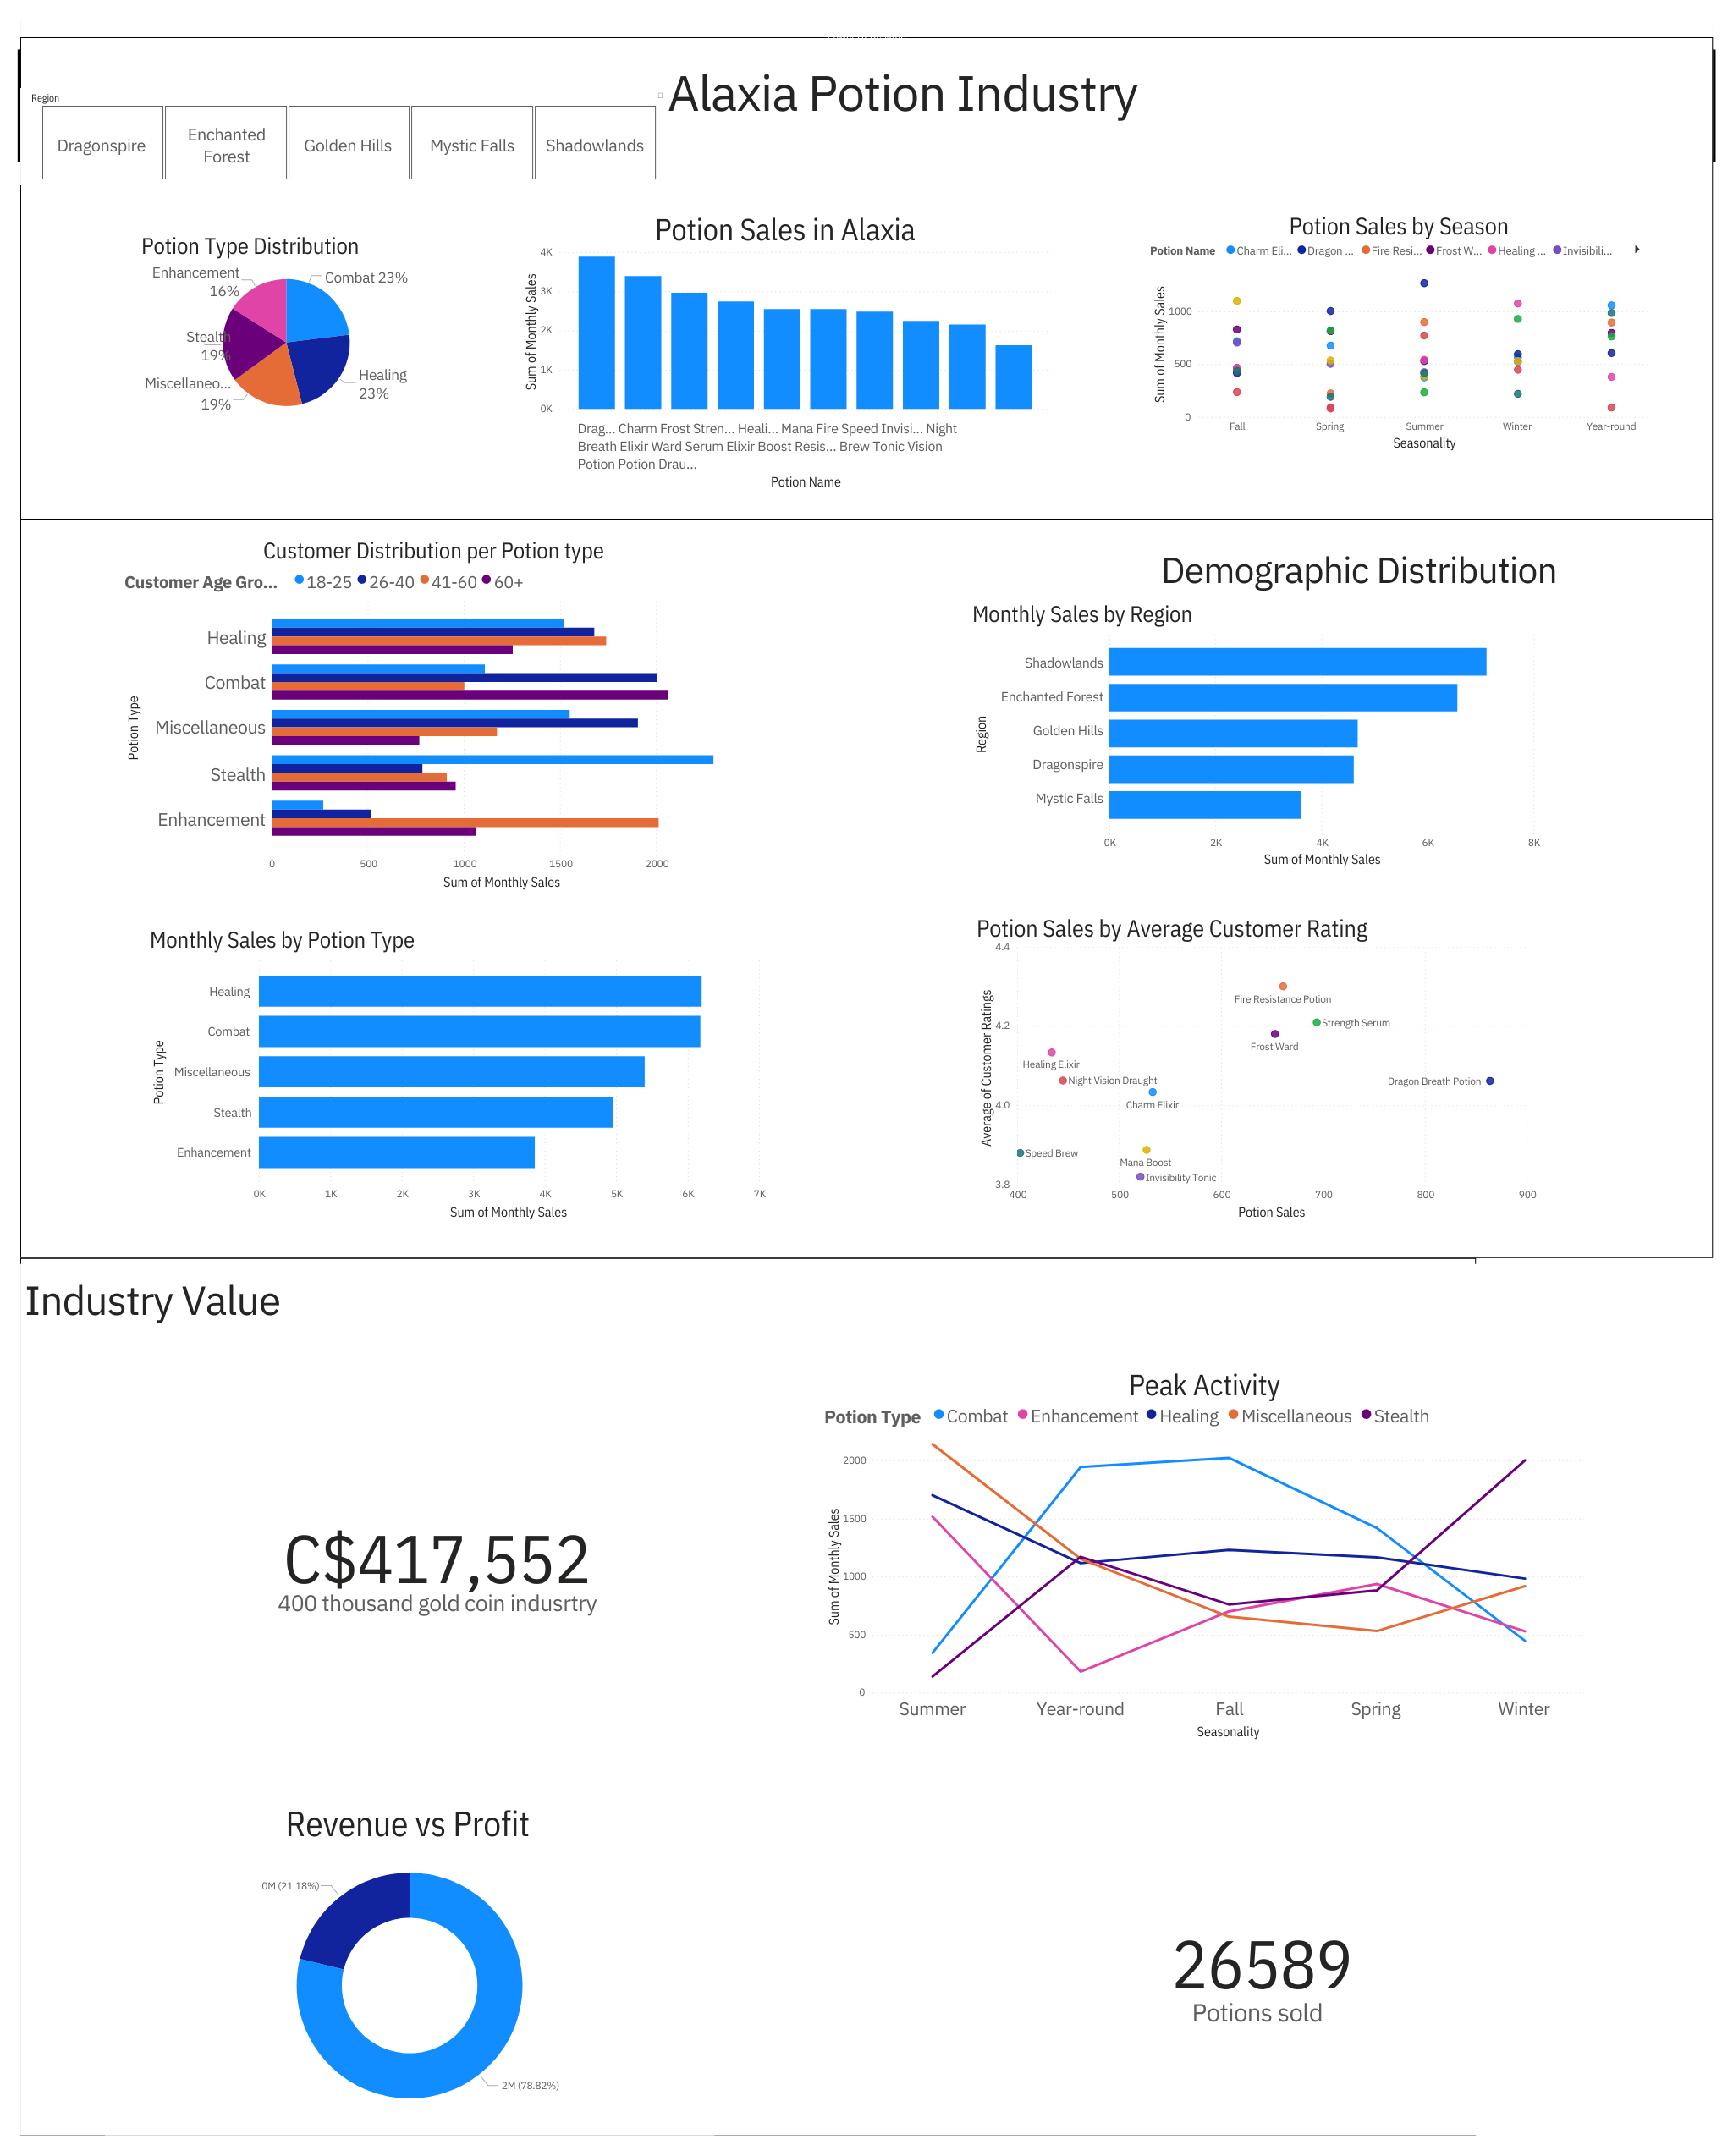 Alaxia Potion Industry
Region
Dragonspire
Enchanted
Forest
Golden Hills
Mystic Falls
Shadowlands
Potion Type Distribution
Enhancement
16%
Combat 23%
Stealth
19%
Healing
23%
Miscellaneo...
19%
Potion Sales in Alaxia
Sum of Monthly Sales
4K
3K
2K
1K
0K
Drag... Charm Frost Stren... Heali... Mana Fire Speed Invisi... Night
Breath Elixir Ward Serum Elixir Boost Resis... Brew Tonic Vision
Potion Potion Drau...
Potion Name
Potion Sales by Season
Potion Name Charm Eli... Dragon ... Fire Resi... Frost W... Healing ... Invisibili...
Sum of Monthly Sales
1000
500
0
Fall Spring Summer Winter Year-round
Seasonality
Customer Distribution per Potion type
Customer Age Gro... 18-25 26-40 41-60 60+
Potion Type
Healing
Combat
Miscellaneous
Stealth
Enhancement
0 500 1000 1500 2000
Sum of Monthly Sales
Demographic Distribution
Monthly Sales by Region
Region
Shadowlands
Enchanted Forest
Golden Hills
Dragonspire
Mystic Falls
0K 2K 4K 6K 8K
Sum of Monthly Sales
Monthly Sales by Potion Type
Potion Type
Healing
Combat
Miscellaneous
Stealth
Enhancement
0K 1K 2K 3K 4K 5K 6K 7K
Sum of Monthly Sales
Potion Sales by Average Customer Rating
Average of Customer Ratings
4.4
4.2
4.0
3.8
Fire Resistance Potion
Strength Serum
Frost Ward
Healing Elixir
Night Vision Draught
Dragon Breath Potion
Charm Elixir
Speed Brew
Mana Boost
Invisibility Tonic
400 500 600 700 800 900
Potion Sales
Industry Value
C$417,552
400 thousand gold coin indusrtry
Peak Activity
Potion Type Combat Enhancement Healing Miscellaneous Stealth
Sum of Monthly Sales
2000
1500
1000
500
0
Summer Year-round Fall Spring Winter
Seasonality
Revenue vs Profit
0M (21.18%)
2M (78.82%)
26589
Potions sold